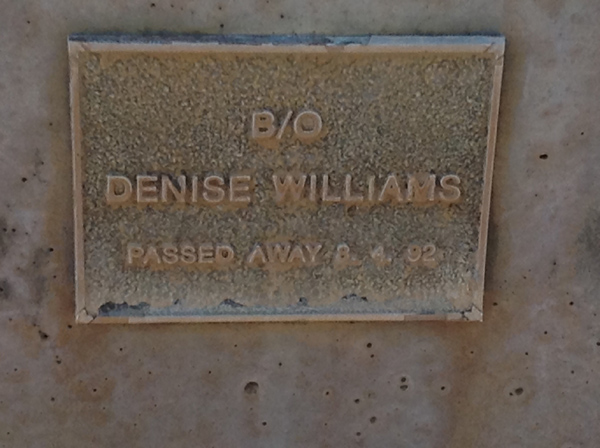 B/O
DENISE WILLIAMS
PASSED AWAY 8. 4. 92